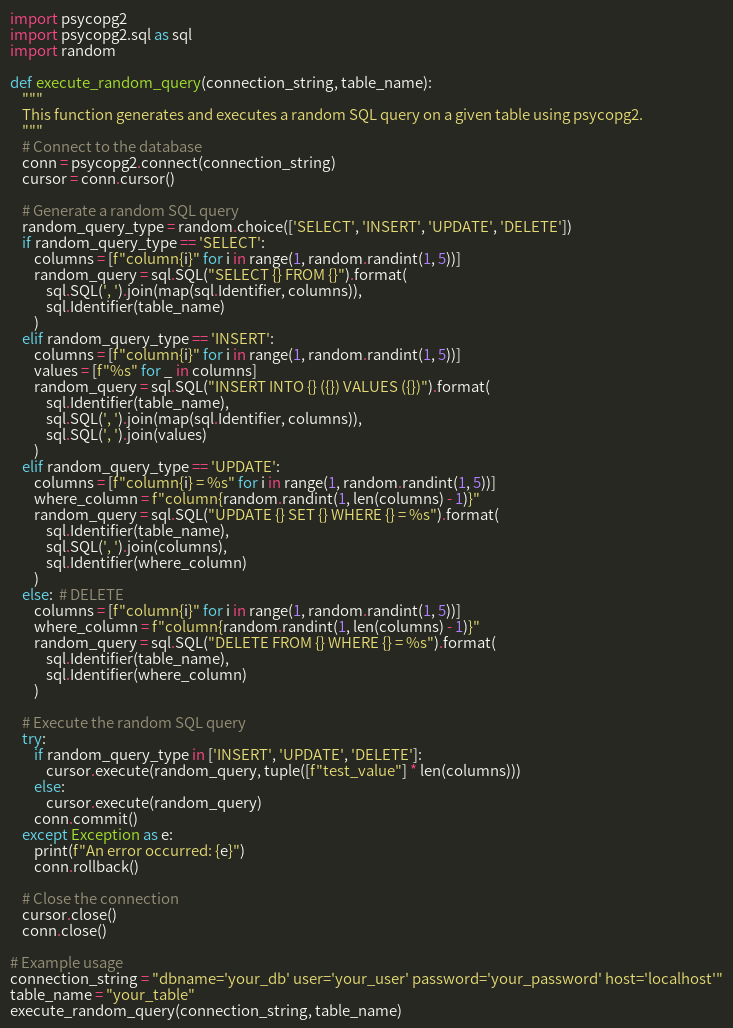 import psycopg2
import psycopg2.sql as sql
import random

def execute_random_query(connection_string, table_name):
    """
    This function generates and executes a random SQL query on a given table using psycopg2.
    """
    # Connect to the database
    conn = psycopg2.connect(connection_string)
    cursor = conn.cursor()

    # Generate a random SQL query
    random_query_type = random.choice(['SELECT', 'INSERT', 'UPDATE', 'DELETE'])
    if random_query_type == 'SELECT':
        columns = [f"column{i}" for i in range(1, random.randint(1, 5))]
        random_query = sql.SQL("SELECT {} FROM {}").format(
            sql.SQL(', ').join(map(sql.Identifier, columns)),
            sql.Identifier(table_name)
        )
    elif random_query_type == 'INSERT':
        columns = [f"column{i}" for i in range(1, random.randint(1, 5))]
        values = [f"%s" for _ in columns]
        random_query = sql.SQL("INSERT INTO {} ({}) VALUES ({})").format(
            sql.Identifier(table_name),
            sql.SQL(', ').join(map(sql.Identifier, columns)),
            sql.SQL(', ').join(values)
        )
    elif random_query_type == 'UPDATE':
        columns = [f"column{i} = %s" for i in range(1, random.randint(1, 5))]
        where_column = f"column{random.randint(1, len(columns) - 1)}"
        random_query = sql.SQL("UPDATE {} SET {} WHERE {} = %s").format(
            sql.Identifier(table_name),
            sql.SQL(', ').join(columns),
            sql.Identifier(where_column)
        )
    else:  # DELETE
        columns = [f"column{i}" for i in range(1, random.randint(1, 5))]
        where_column = f"column{random.randint(1, len(columns) - 1)}"
        random_query = sql.SQL("DELETE FROM {} WHERE {} = %s").format(
            sql.Identifier(table_name),
            sql.Identifier(where_column)
        )

    # Execute the random SQL query
    try:
        if random_query_type in ['INSERT', 'UPDATE', 'DELETE']:
            cursor.execute(random_query, tuple([f"test_value"] * len(columns)))
        else:
            cursor.execute(random_query)
        conn.commit()
    except Exception as e:
        print(f"An error occurred: {e}")
        conn.rollback()

    # Close the connection
    cursor.close()
    conn.close()

# Example usage
connection_string = "dbname='your_db' user='your_user' password='your_password' host='localhost'"
table_name = "your_table"
execute_random_query(connection_string, table_name)